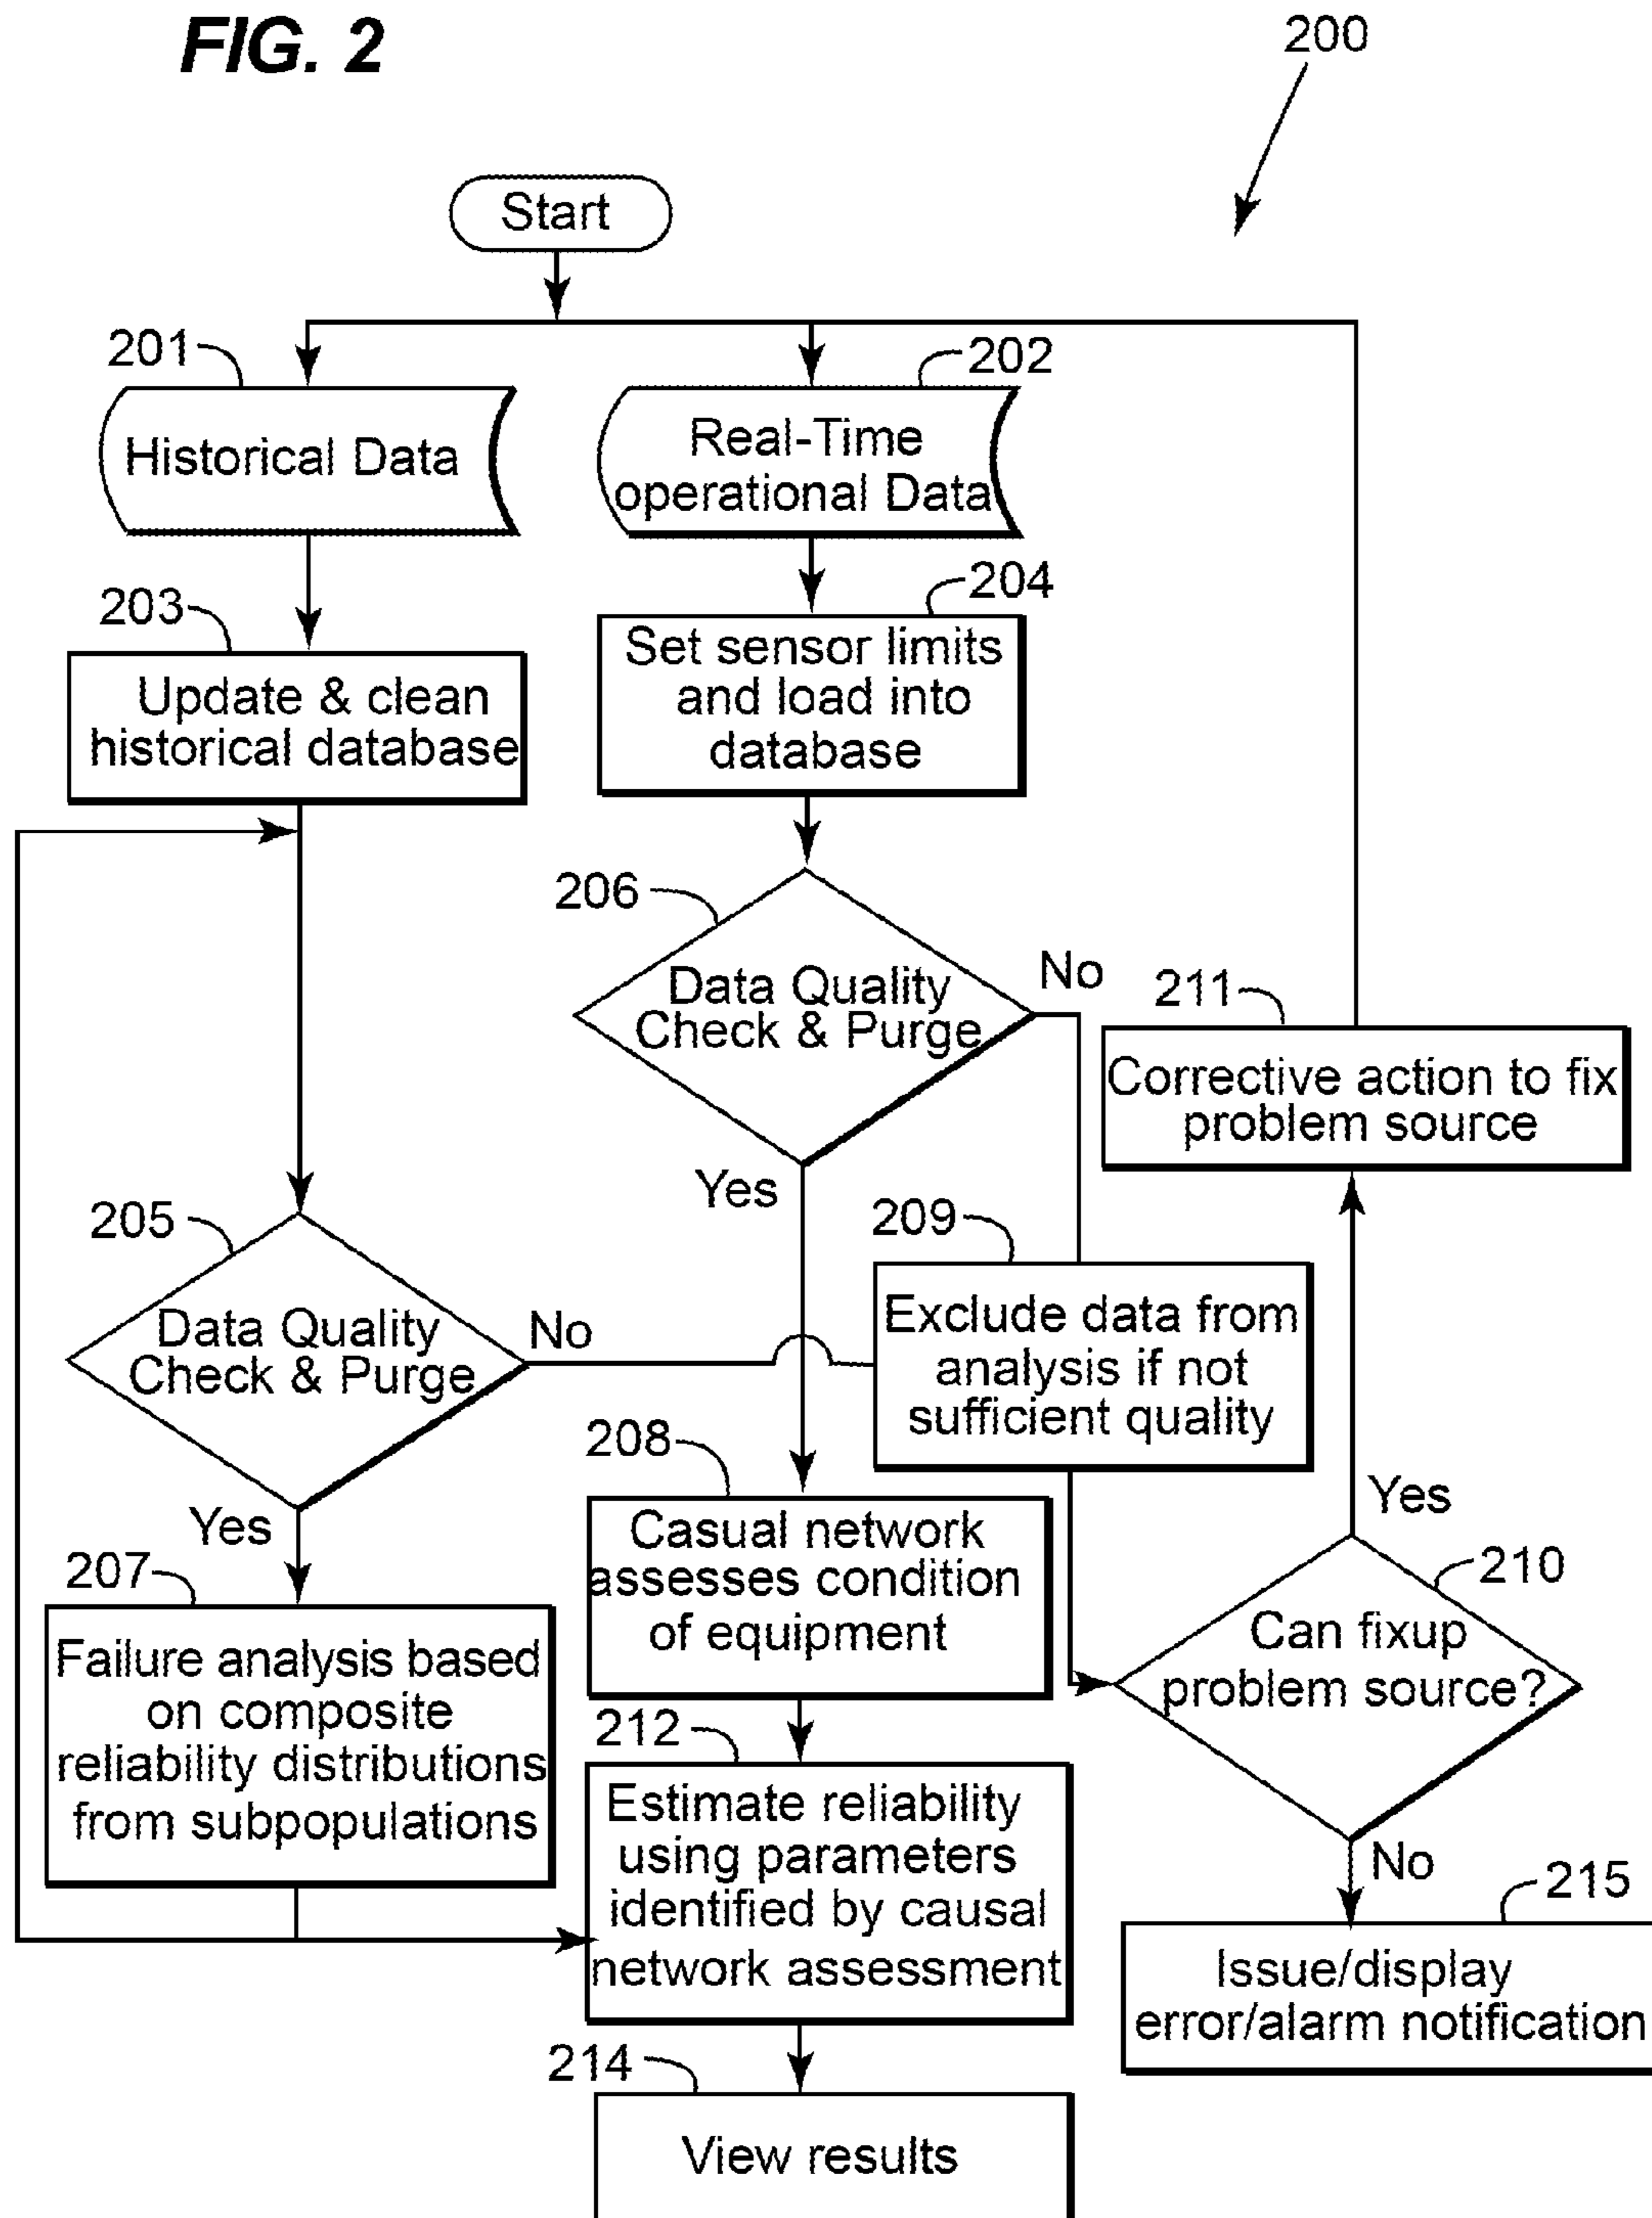 FIG. 2
200
Start
201
202
Historical Data
Real-Time
operational Data
203
204
Update & clean
historical database
Set sensor limits
and load into
database
206
Data Quality
Check & Purge
No
Yes
211
Corrective action to fix
problem source
205
Data Quality
Check & Purge
No
Yes
209
Exclude data from
analysis if not
sufficient quality
208
Casual network
assesses condition
of equipment
Yes
210
Can fixup
problem source?
No
207
Failure analysis based
on composite
reliability distributions
from subpopulations
212
Estimate reliability
using parameters
identified by causal
network assessment
215
Issue/display
error/alarm notification
214
View results